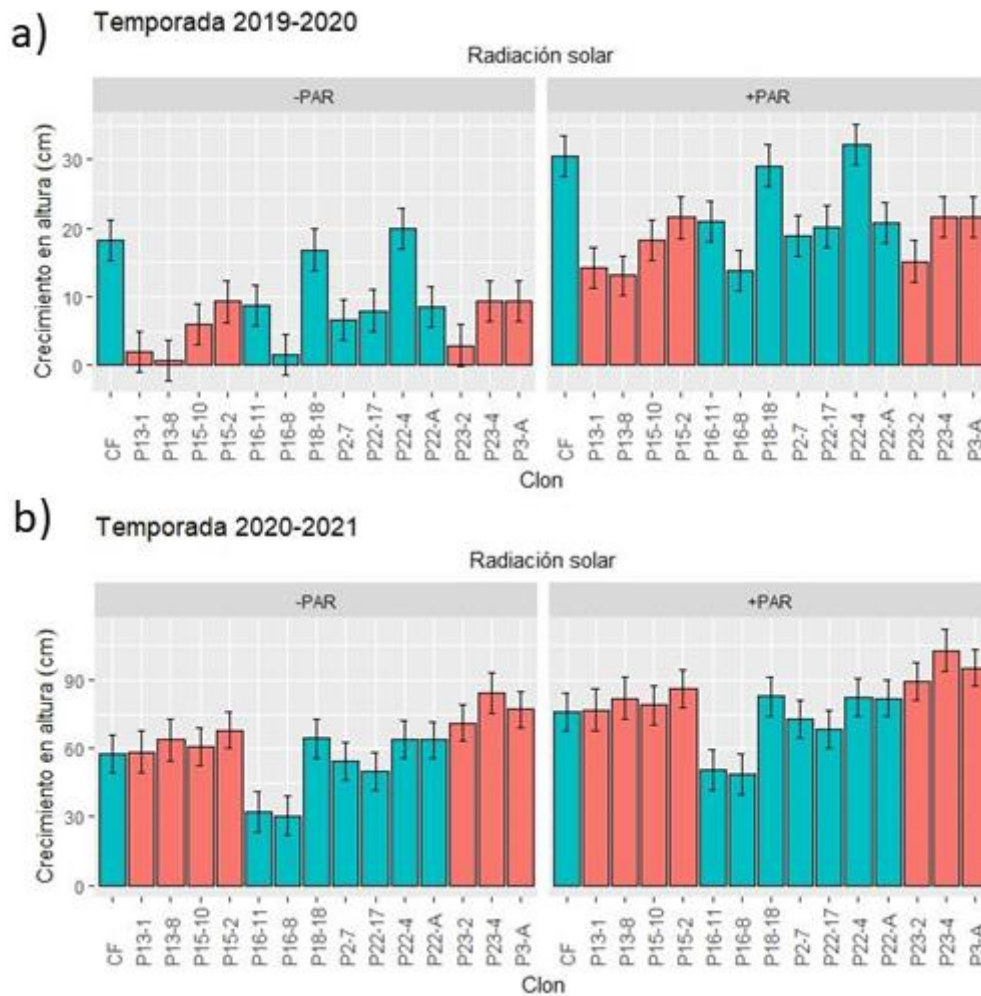 a) Temporada 2019-2020
Radiación solar
-PAR +PAR
Crecimiento en altura (cm)
30
20
10
0
CF P13-1 P13-8 P15-10 P15-2 P16-11 P16-8 P18-18 P2-7 P22-17 P22-4 P22-A P23-2 P23-4 P3-A CF P13-1 P13-8 P15-10 P15-2 P16-11 P16-8 P18-18 P2-7 P22-17 P22-4 P22-A P23-2 P23-4 P3-A
Clon
b) Temporada 2020-2021
Radiación solar
-PAR +PAR
Crecimiento en altura (cm)
90
60
30
0
CF P13-1 P13-8 P15-10 P15-2 P16-11 P16-8 P18-18 P2-7 P22-17 P22-4 P22-A P23-2 P23-4 P3-A CF P13-1 P13-8 P15-10 P15-2 P16-11 P16-8 P18-18 P2-7 P22-17 P22-4 P22-A P23-2 P23-4 P3-A
Clon